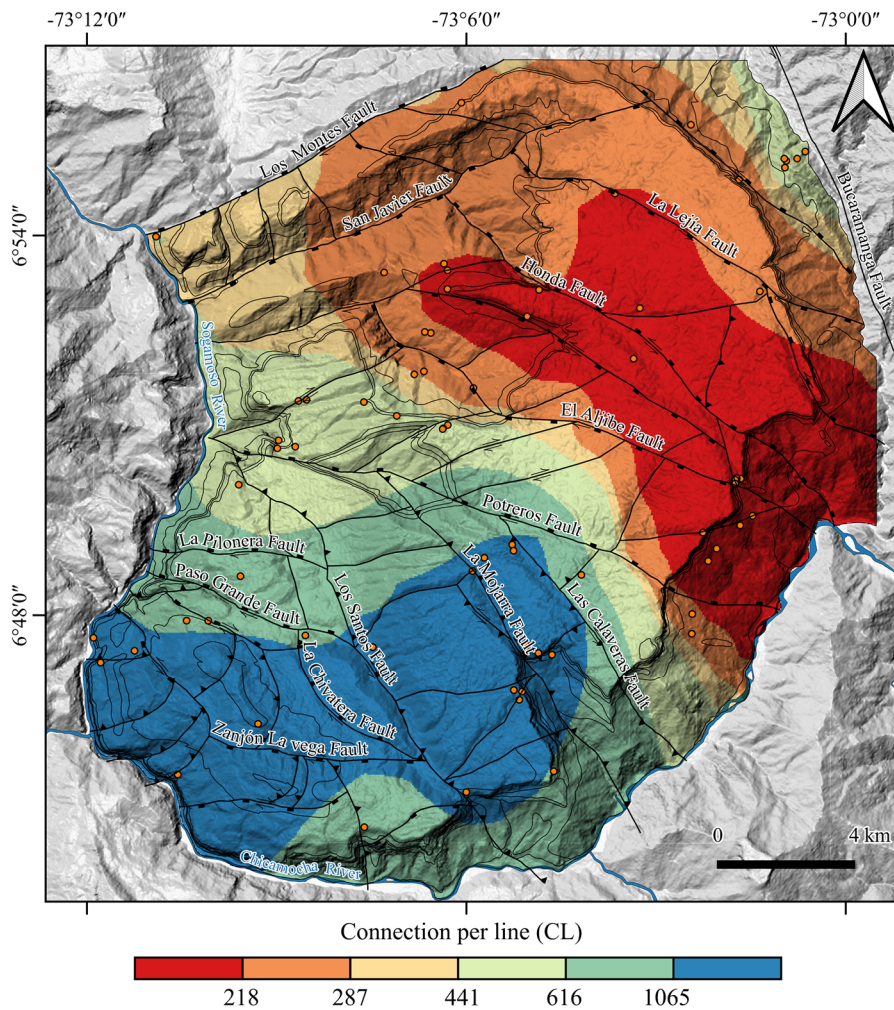 -73°12'0"
-73°6'0"
-73°0'0"
Los Montes Fault
San Javier Fault
La Lejía Fault
Bucaramanga Fault
6°54'0"
Honda Fault
Sogamoso River
El Aljibe Fault
Potreros Fault
La Pilonera Fault
La Mojarra Fault
Paso Grande Fault
Los Santos Fault
Las Calaveras Fault
6°48'0"
La Chivatera Fault
Zanjón La vega Fault
Chicamocha River
0
4 km
Connection per line (CL)
218
287
441
616
1065